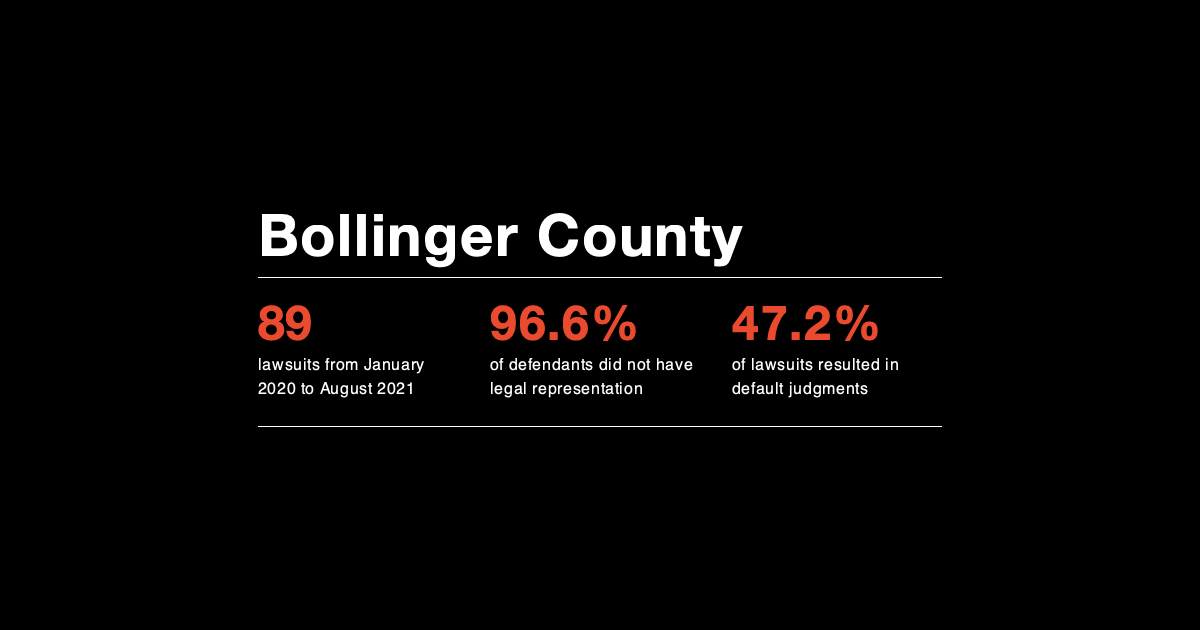 Bollinger County
89
lawsuits from January
2020 to August 2021
96.6%
of defendants did not have
legal representation
47.2%
of lawsuits resulted in
default judgments